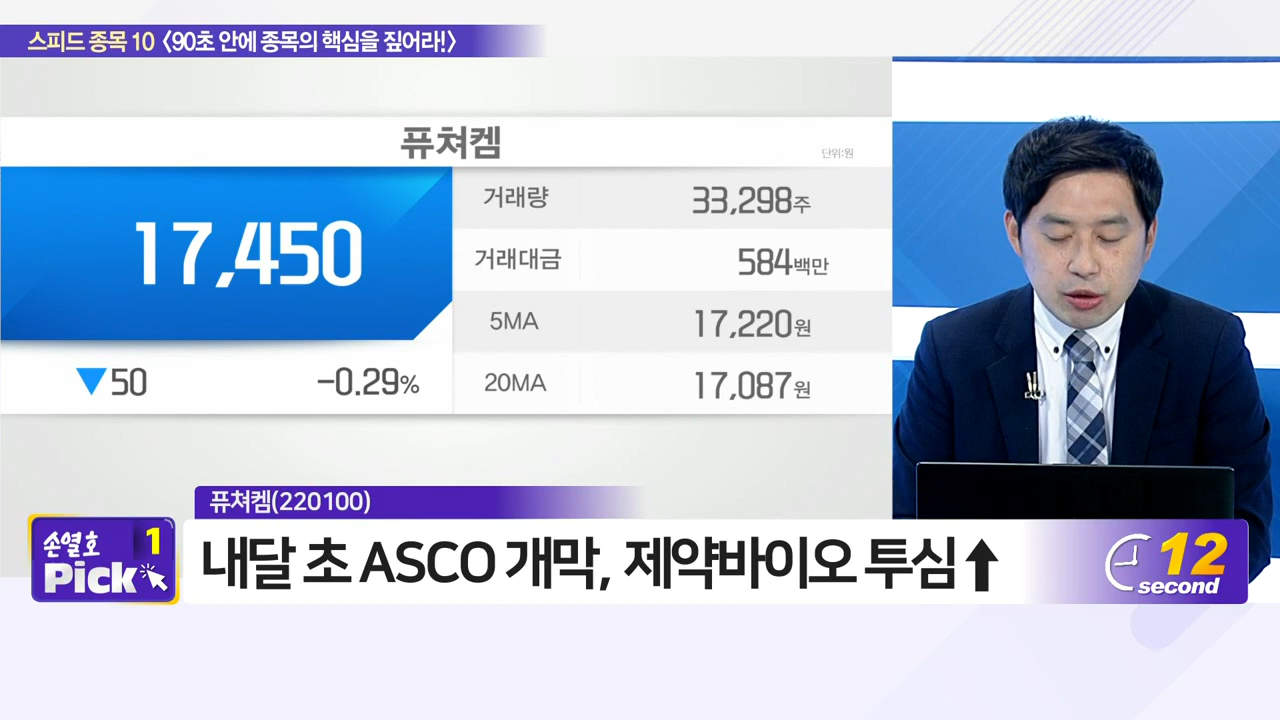 스피드 종목 10 〈90초 안에 종목의 핵심을 짚어라!〉
퓨쳐켐
단위:원
17,450
▼50 -0.29%
거래량 33,298주
거래대금 584백만
5MA 17,220원
20MA 17,087원
퓨쳐켐(220100)
손열호 1
Pick
내달 초 ASCO 개막, 제약바이오 투심↑
12
second